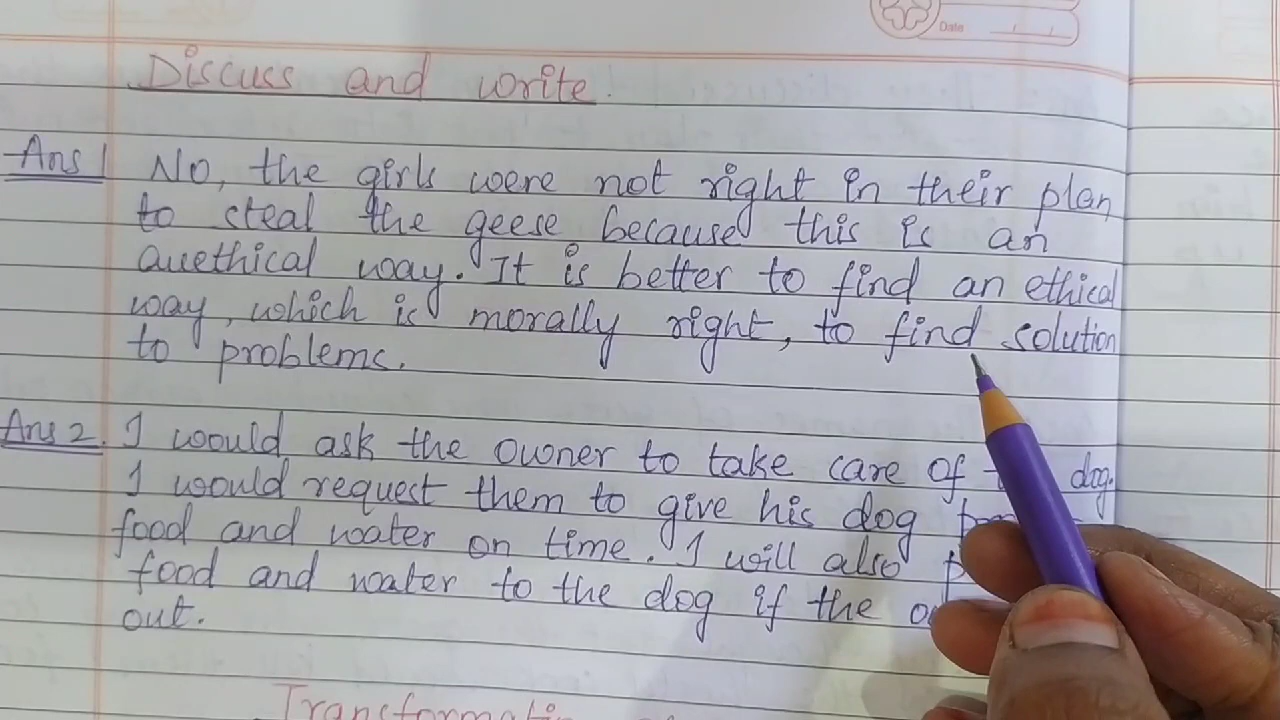 Date
Discuss and write.
Ans 1 No, the girls were not right in their plan
to steal the geese because this is an
auethical way. It is better to find an ethical
way, which is morally right, to find solution
to problems.
Ans 2. I would ask the owner to take care of dog.
I would request them to give his dog
food and water on time. I will also
food and water to the dog if the
out.